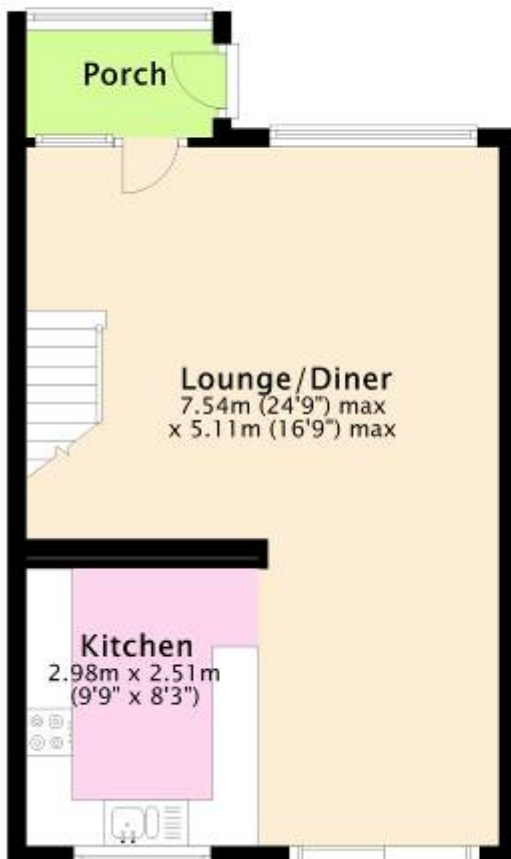 Porch
Lounge/Diner
7.54m (24'9") max
x 5.11m (16'9") max
Kitchen
2.98m x 2.51m
(9'9" x 8'3")